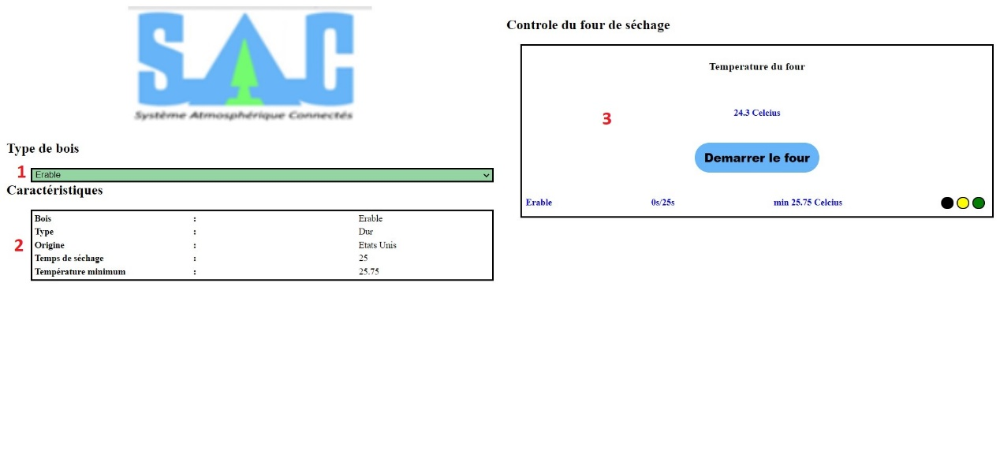 SAC
Système Atmosphérique Connectés
Type de bois
1 Erable
Caractéristiques
2
Bois : Erable
Type : Dur
Origine : Etats Unis
Temps de séchage : 25
Température minimum : 25.75
Controle du four de séchage
Temperature du four
3
24.3 Celcius
Demarrer le four
Erable 0s/25s min 25.75 Celcius